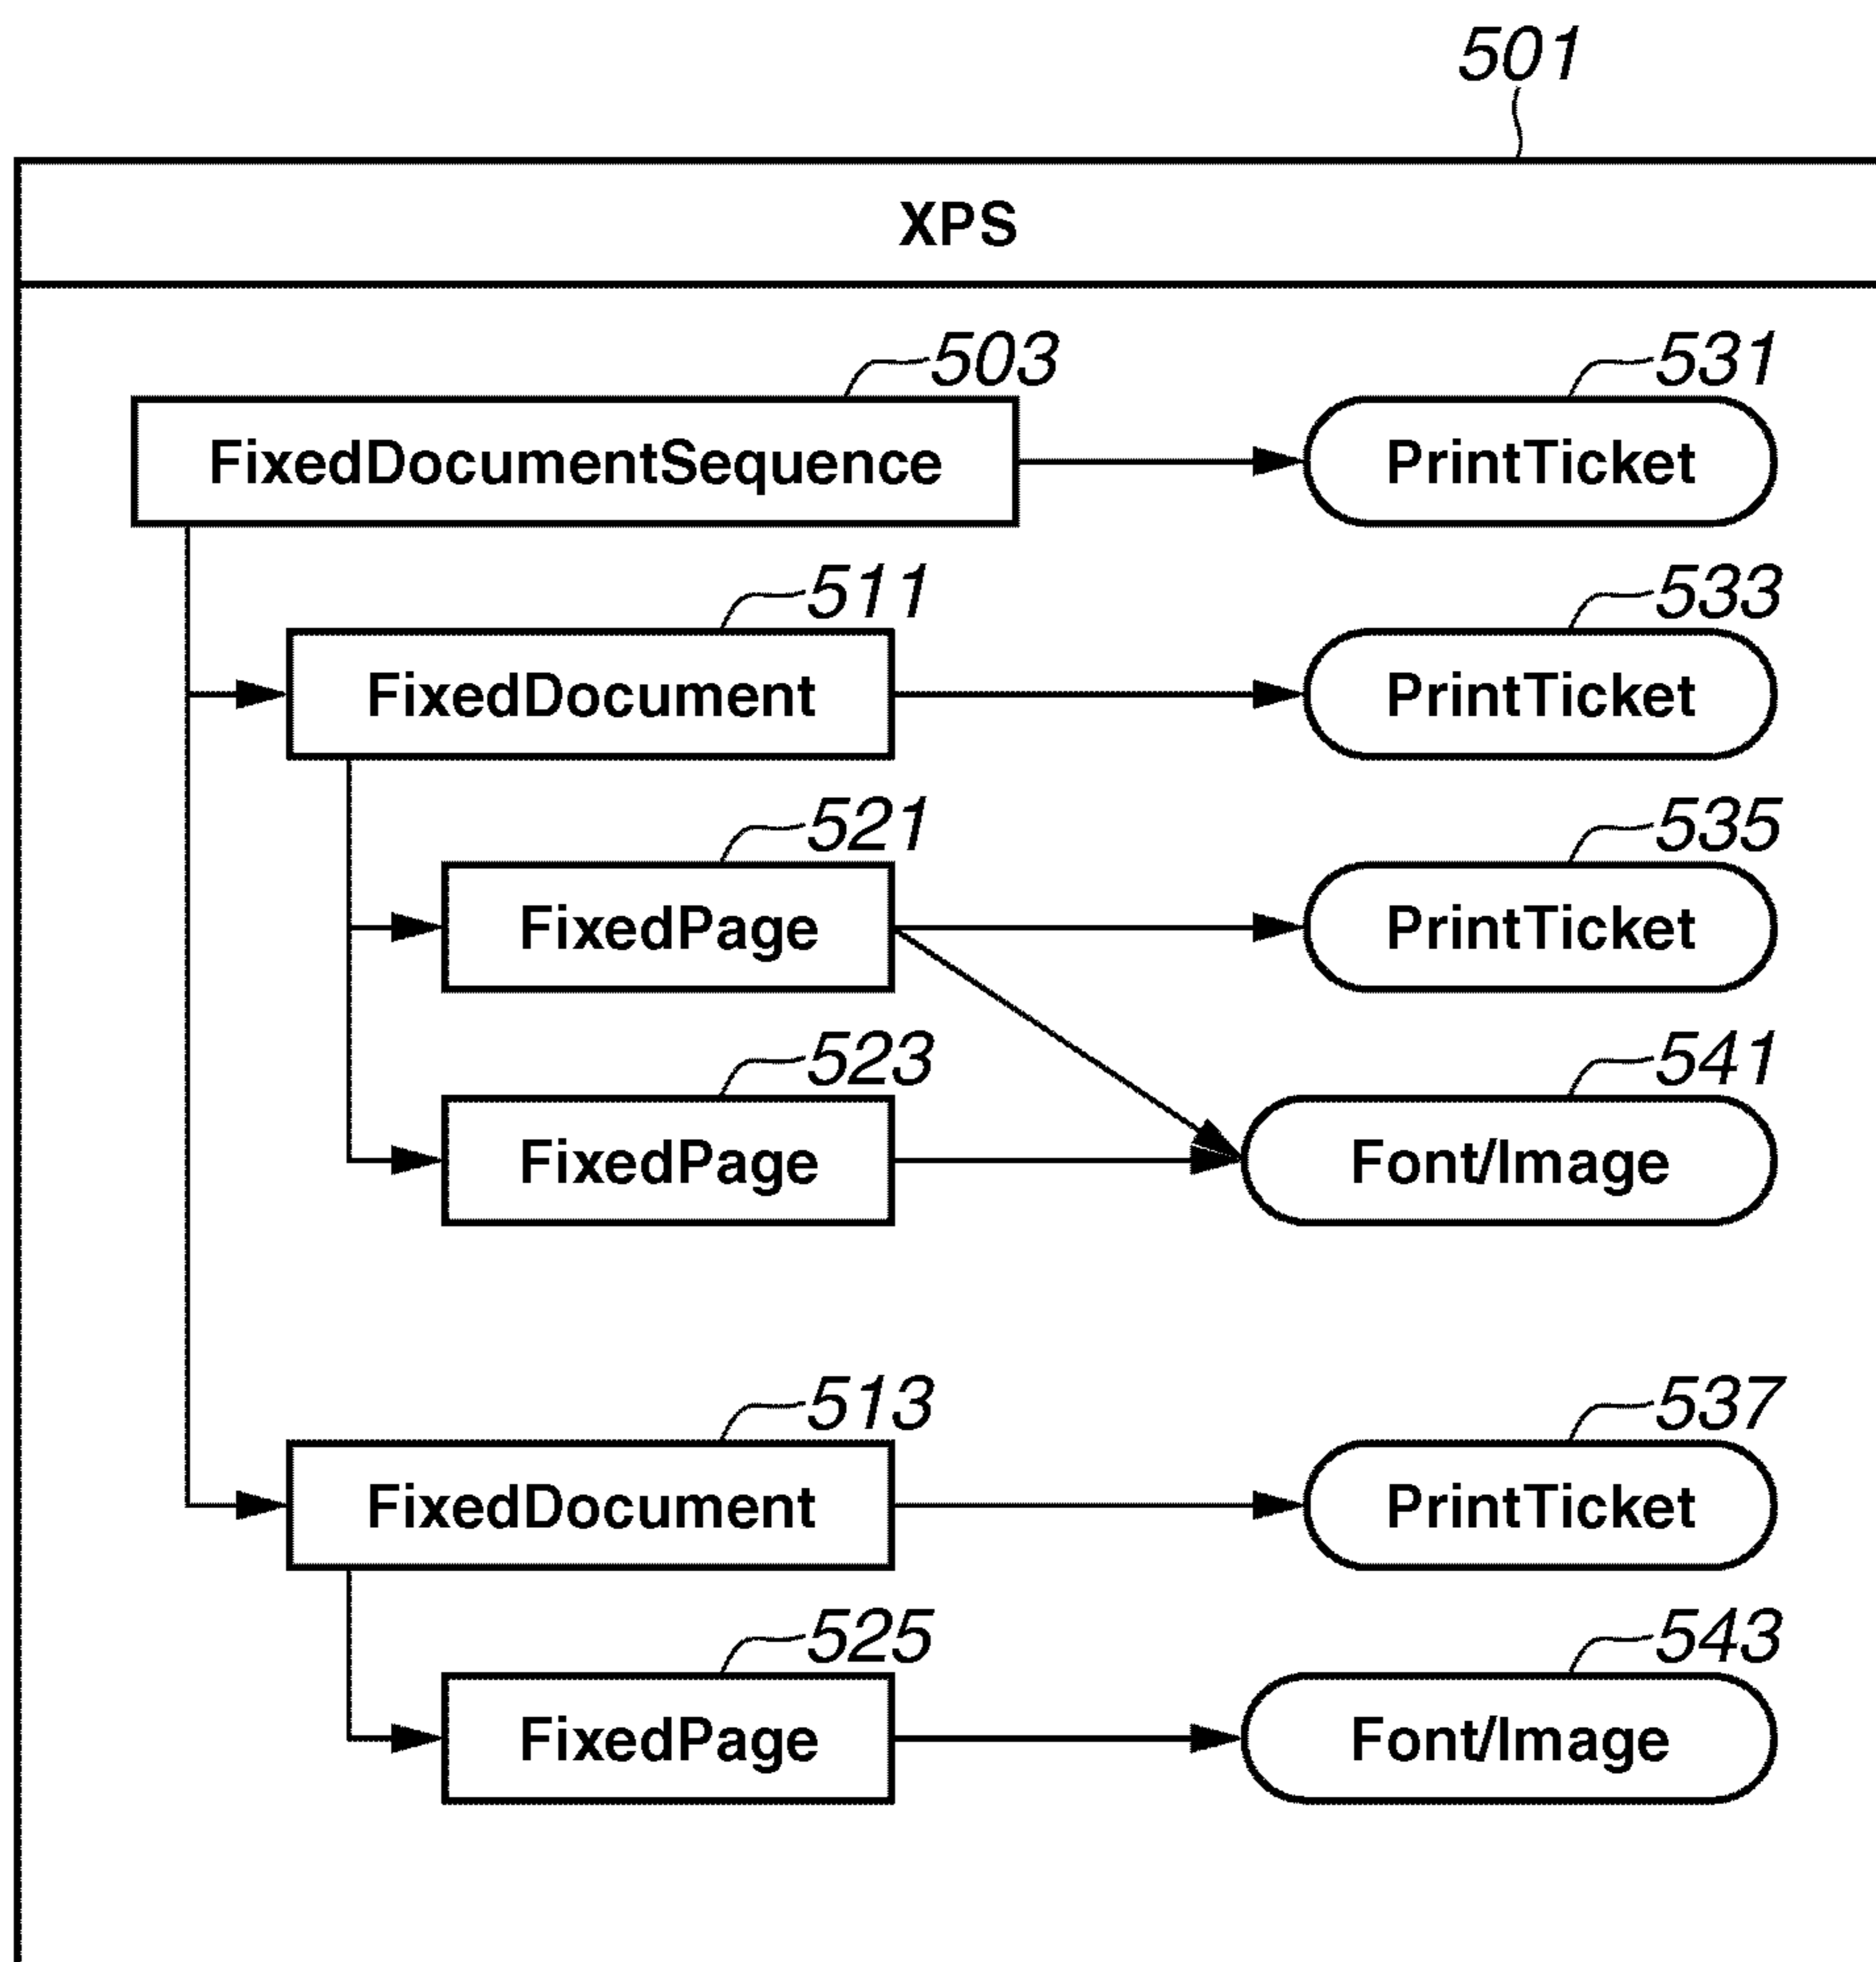 501
XPS
503
531
FixedDocumentSequence
PrintTicket
511
533
FixedDocument
PrintTicket
521
535
FixedPage
PrintTicket
523
541
FixedPage
Font/Image
513
537
FixedDocument
PrintTicket
525
543
FixedPage
Font/Image